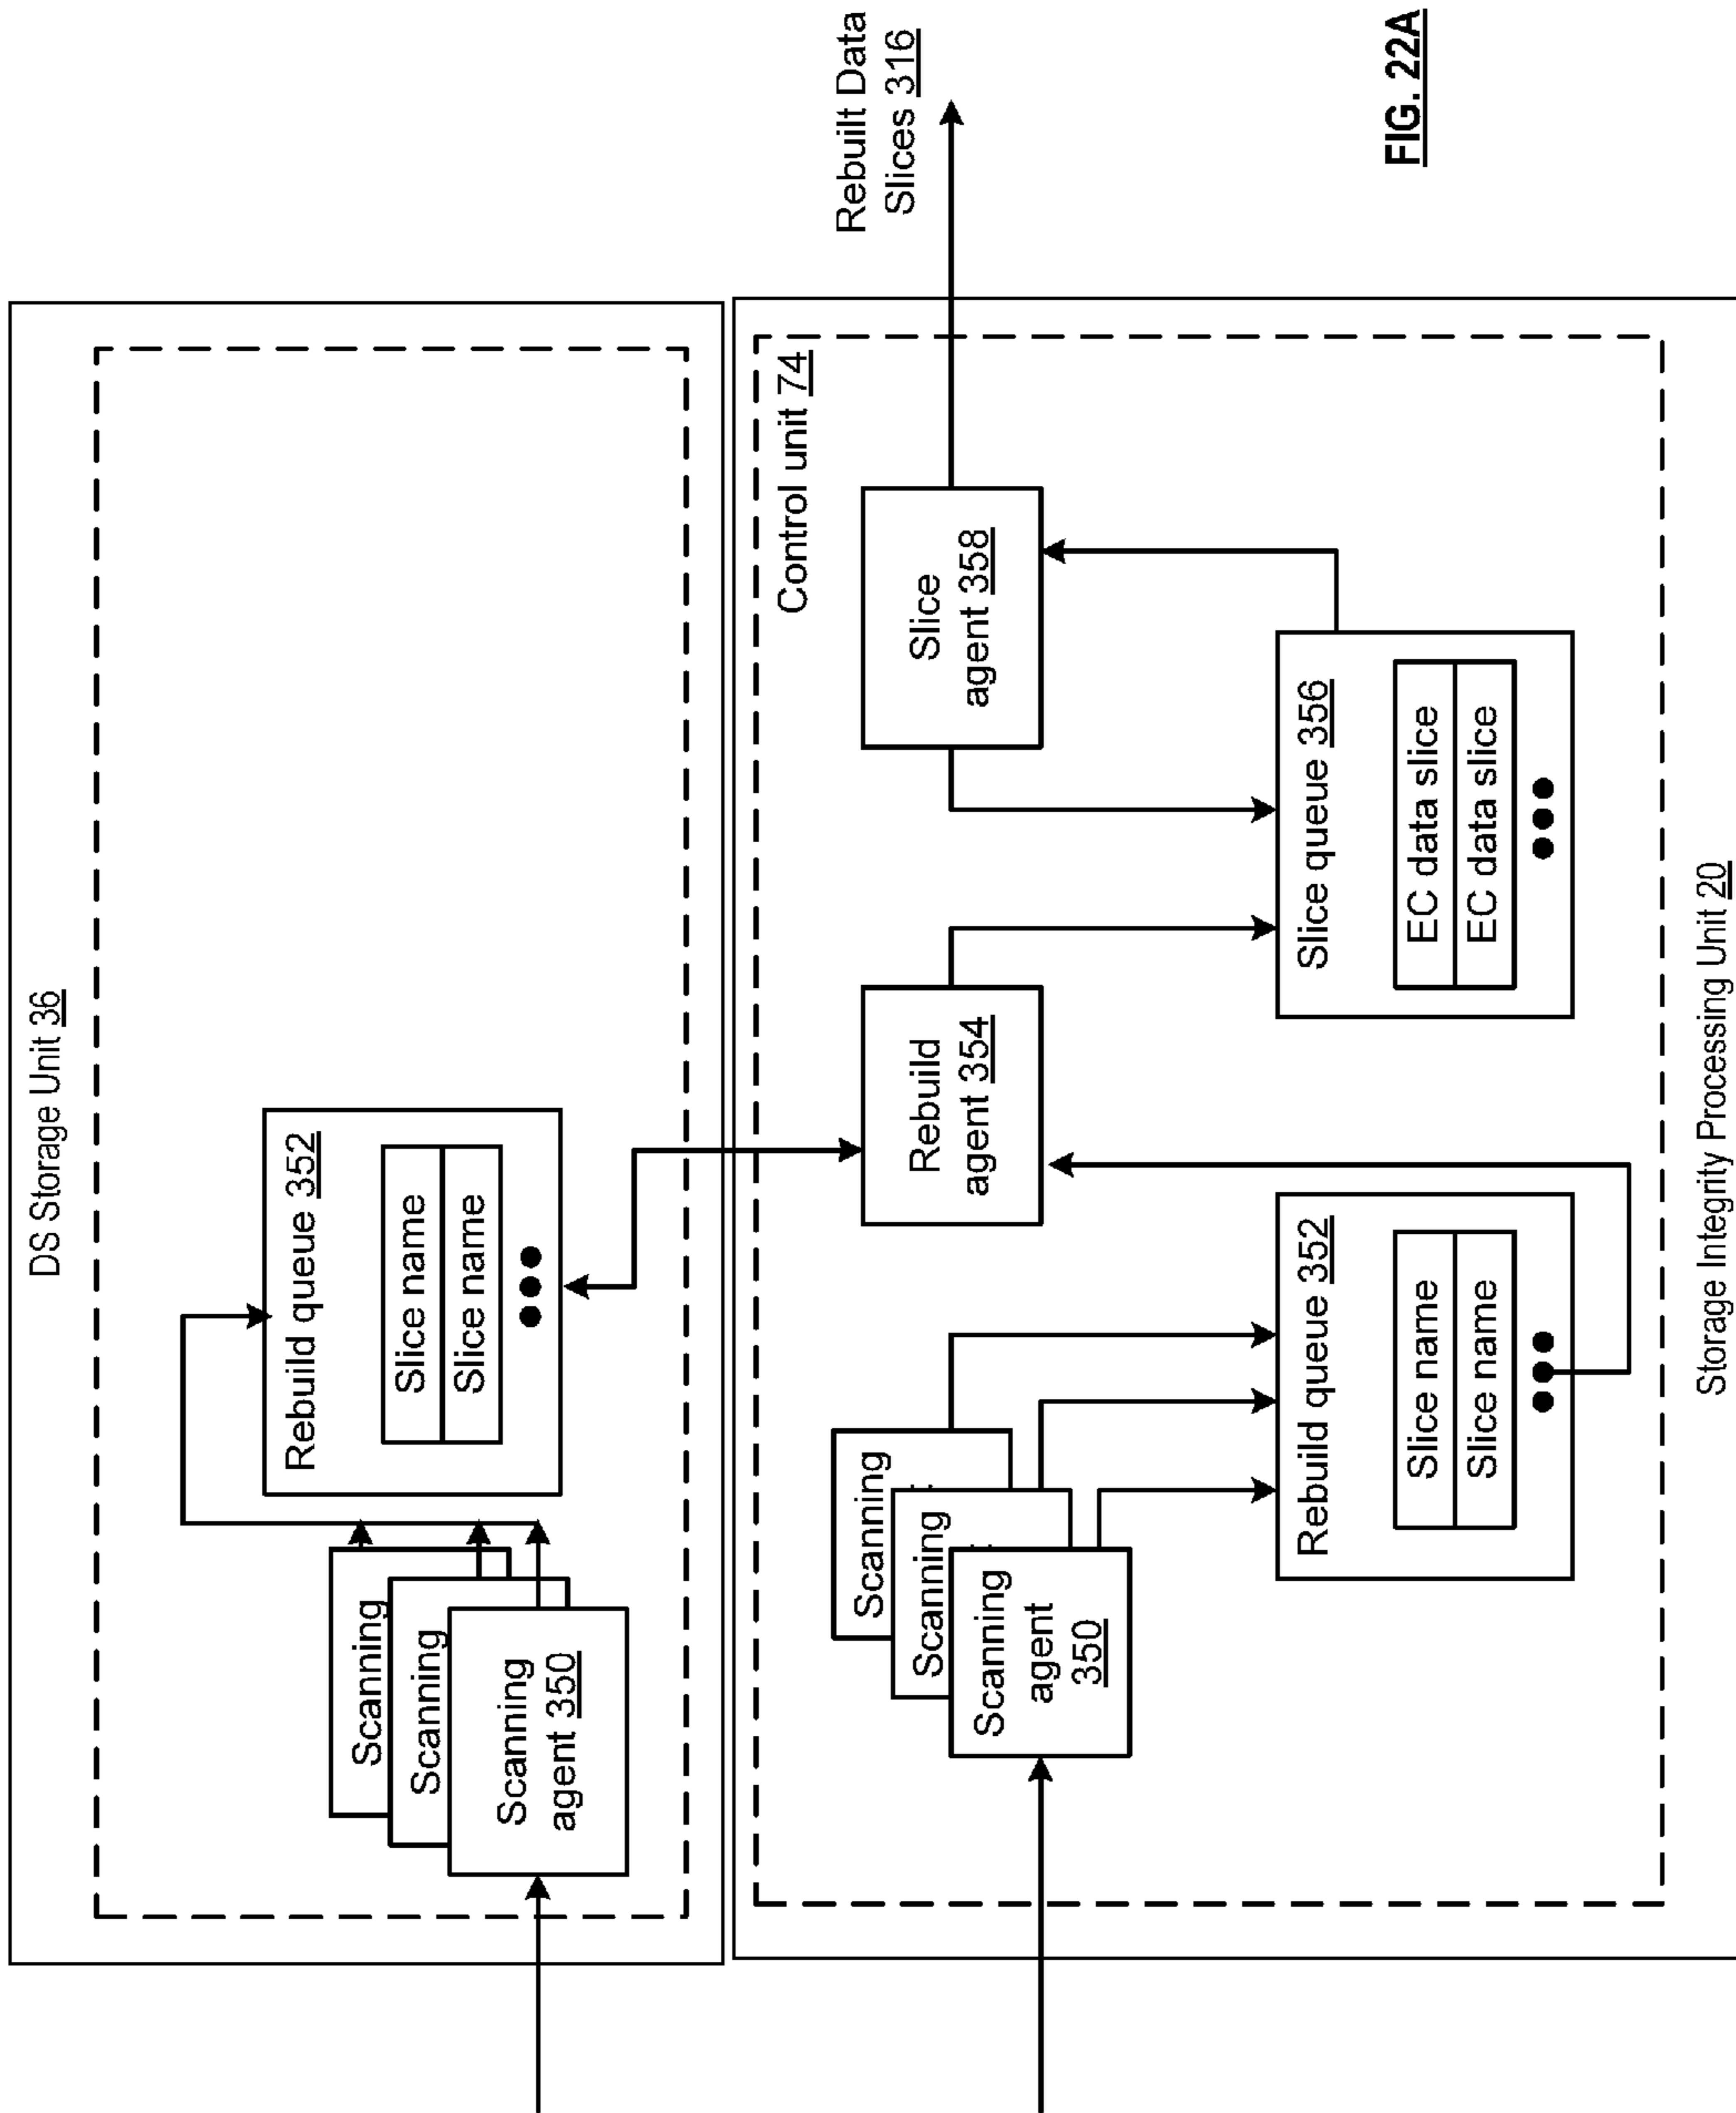 DS Storage Unit 36
Scanning
Scanning
Scanning
agent 350
Rebuild queue 352
Slice name
Slice name
Control unit 74
Scanning
Scanning
Scanning
agent
350
Rebuild queue 352
Slice name
Slice name
Rebuild
agent 354
Slice queue 356
EC data slice
EC data slice
Slice
agent 358
Rebuilt Data
Slices 316
Storage Integrity Processing Unit 20
FIG. 22A